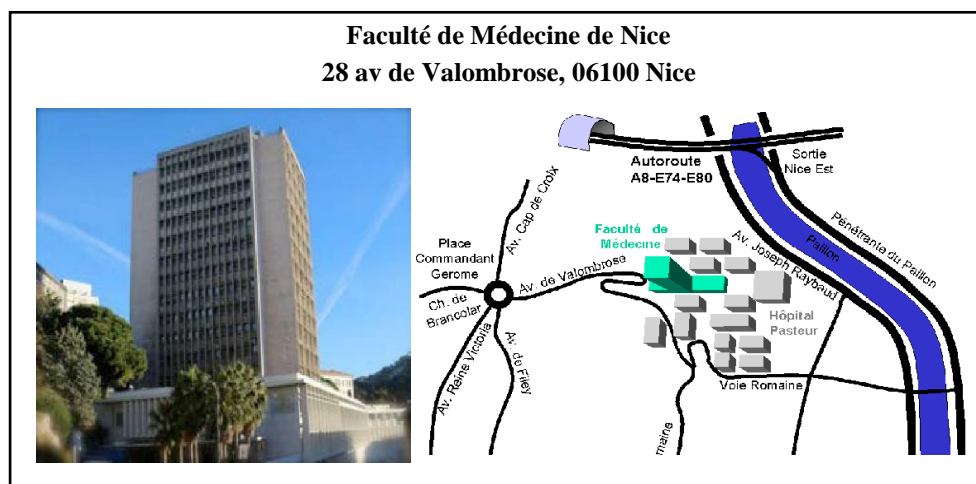 Faculté de Médecine de Nice
28 av de Valombrose, 06100 Nice
Autoroute
A8-E74-E80
Sortie
Nice Est
Av. Cap de Croix
Faculté de
Médecine
Pénétrante du Paillon
Paillon
Av. Joseph Raybaud
Place
Commandant
Gerome
Av. de Valombrose
Ch. de
Brancolar
Hôpital
Pasteur
Av. Reine Victoria
Av. de Filey
Voie Romaine